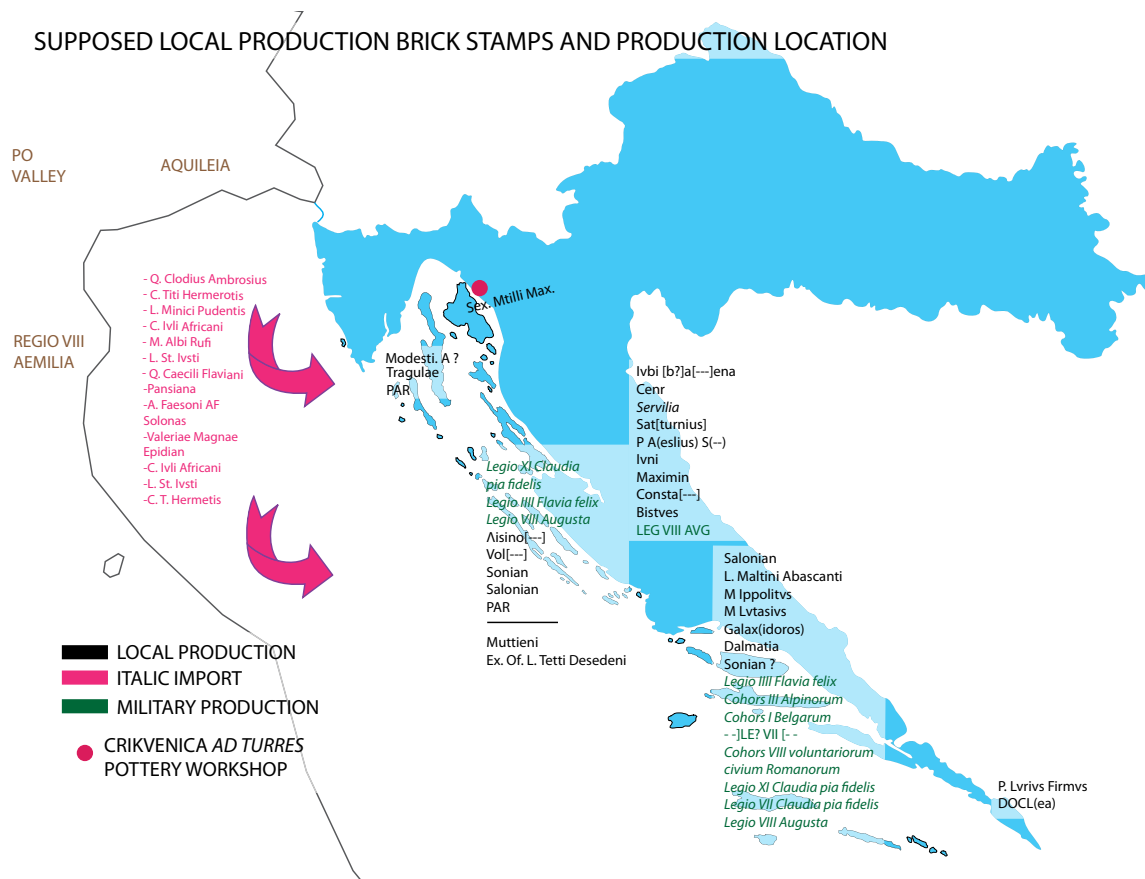 SUPPOSED LOCAL PRODUCTION BRICK STAMPS AND PRODUCTION LOCATION
PO
VALLEY
AQUILEIA
REGIO VIII
AEMILIA
- Q. Clodius Ambrosius
- C. Titi Hermerotis
- L. Minici Pudentis
- C. Ivli Africani
- M. Albi Rufi
- L. St. Ivsti
- Q. Caecili Flaviani
-Pansiana
-A. Faesoni AF
Solonas
-Valeriae Magnae
Epidian
-C. Ivli Africani
-L. St. Ivsti
-C. T. Hermetis
Sex. Mtilli Max.
Modesti. A ?
Tragulae
PAR
Legio XI Claudia
pia fidelis
Legio IIII Flavia felix
Legio VIII Augusta
Λisino[---]
Vol[---]
Sonian
Salonian
PAR
Muttieni
Ex. Of. L. Tetti Desedeni
Ivbi [b?]a[---]ena
Cenr
Servilia
Sat[turnius]
P A(eslius) S(--)
Ivni
Maximin
Consta[---]
Bistves
LEG VIII AVG
Salonian
L. Maltini Abascanti
M Ippolitvs
M Lvtasivs
Galax(idoros)
Dalmatia
Sonian ?
Legio IIII Flavia felix
Cohors III Alpinorum
Cohors I Belgarum
- -]LE? VII [- -
Cohors VIII voluntariorum
civium Romanorum
Legio XI Claudia pia fidelis
Legio VII Claudia pia fidelis
Legio VIII Augusta
P. Lvrivs Firmvs
DOCL(ea)
LOCAL PRODUCTION
ITALIC IMPORT
MILITARY PRODUCTION
CRIKVENICA AD TURRES
POTTERY WORKSHOP